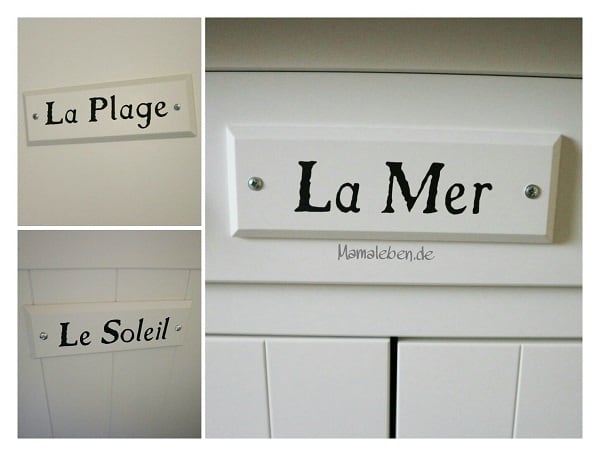 La Plage
La Mer
Mamaleben.de
Le Soleil